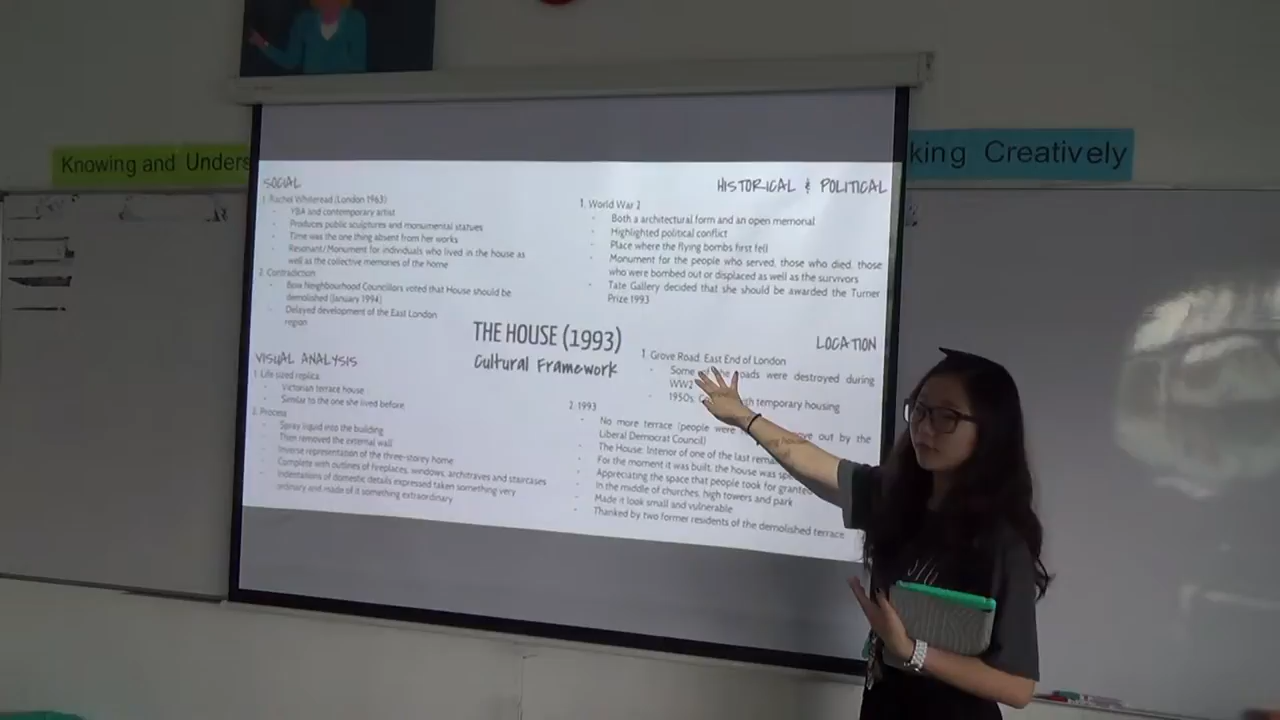 Knowing and Unders
king Creatively
SOCIAL
1. Rachel Whiteread (London 1963)
- YBA and contemporary artist
- Produces public sculptures and monumental statues
- Time was the one thing absent from her works
- Resonant/Monument for individuals who lived in the house as
well as the collective memories of the home
2. Contradiction
- Bow Neighbourhood Councillors voted that House should be
demolished (January 1994)
- Delayed development of the East London
region
HISTORICAL & POLITICAL
1. World War 2
- Both a architectural form and an open memorial
- Highlighted political conflict
- Place where the flying bombs first fell
- Monument for the people who served, those who died, those
who were bombed out or displaced as well as the survivors
- Tate Gallery decided that she should be awarded the Turner
Prize 1993
THE HOUSE (1993)
Cultural Framework
VISUAL ANALYSIS
1. Life sized replica
- Victorian terrace house
- Similar to the one she lived before
2. Process
- Spray liquid into the building
- Then removed the external wall
- Inverse representation of the three-storey home
- Complete with outlines of fireplaces, windows, architraves and staircases
- Indentations of domestic details expressed taken something very
ordinary and made of it something extraordinary
LOCATION
1. Grove Road, East End of London
- Some roads were destroyed during
WW2
- 1950s: temporary housing
2. 1993
- No more terrace (people were out by the
Liberal Democrat Council)
- The House: Interior of one of the last
- For the moment it was built, the house was
- Appreciating the space that people took for granted
- In the middle of churches, high towers and park
- Made it look small and vulnerable
- Thanked by two former residents of the demolished terrace